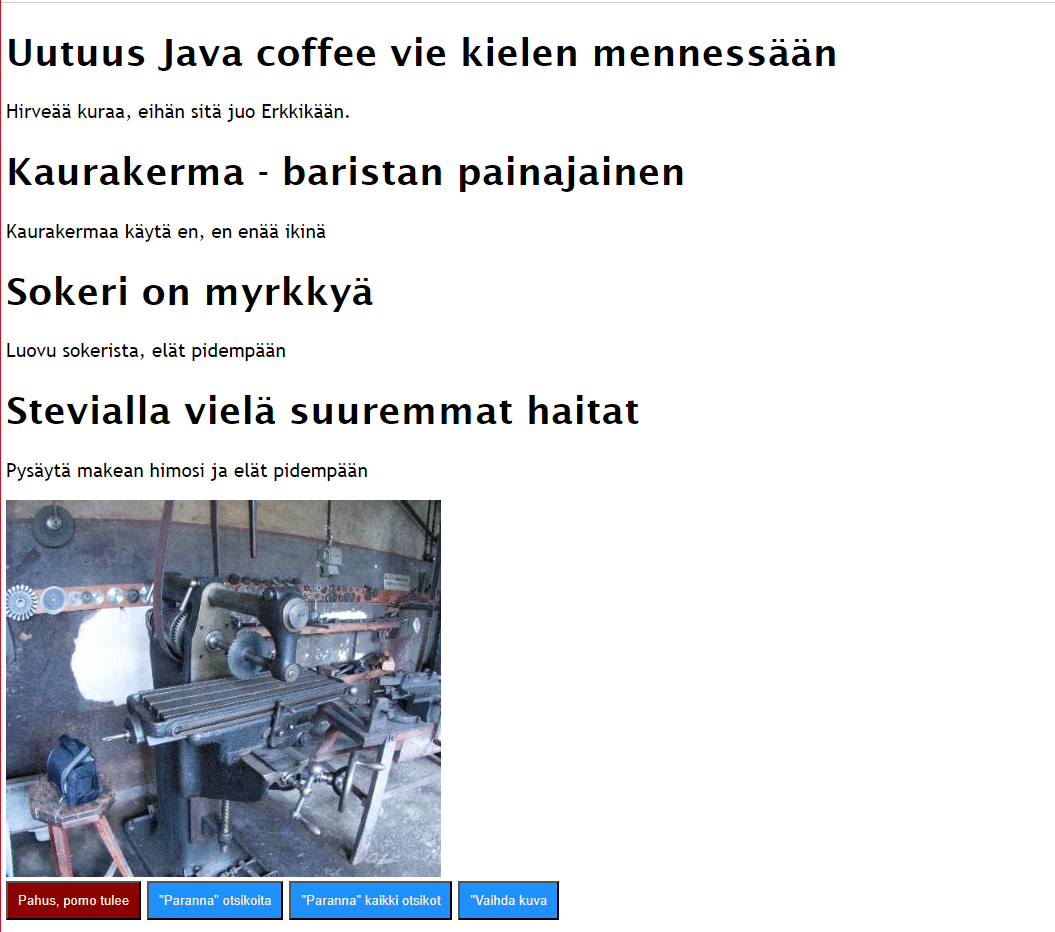 Uutuus Java coffee vie kielen mennessään
Hirveää kuraa, eihän sitä juo Erkkikään.
Kaurakerma - baristan painajainen
Kaurakermaa käytä en, en enää ikinä
Sokeri on myrkkyä
Luovu sokerista, elät pidempään
Stevialla vielä suuremmat haitat
Pysäytä makean himosi ja elät pidempään
Pahus, pomo tulee
"Paranna" otsikoita
"Paranna" kaikki otsikot
"Vaihda kuva